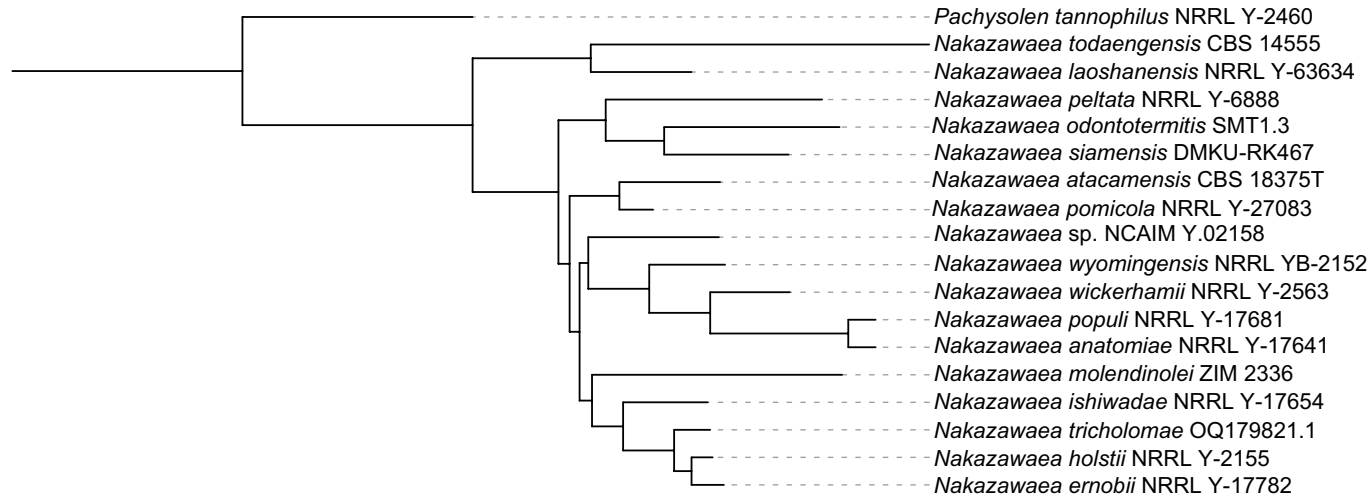 Pachysolen tannophilus NRRL Y-2460
Nakazawaea todaengensis CBS 14555
Nakazawaea laoshanensis NRRL Y-63634
Nakazawaea peltata NRRL Y-6888
Nakazawaea odontotermitis SMT1.3
Nakazawaea siamensis DMKU-RK467
Nakazawaea atacamensis CBS 18375T
Nakazawaea pomicola NRRL Y-27083
Nakazawaea sp. NCAIM Y.02158
Nakazawaea wyomingensis NRRL YB-2152
Nakazawaea wickerhamii NRRL Y-2563
Nakazawaea populi NRRL Y-17681
Nakazawaea anatomiae NRRL Y-17641
Nakazawaea molendinolei ZIM 2336
Nakazawaea ishiwadae NRRL Y-17654
Nakazawaea tricholomae OQ179821.1
Nakazawaea holstii NRRL Y-2155
Nakazawaea ernobii NRRL Y-17782